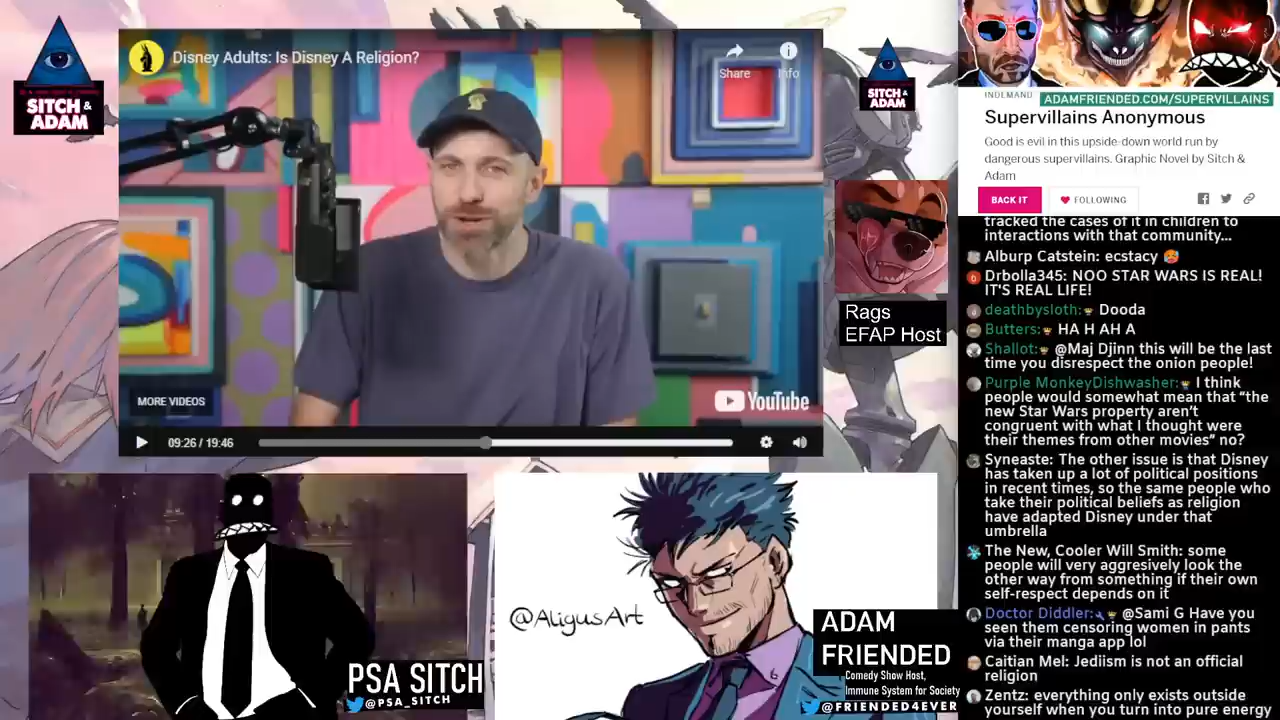 SITCH &
ADAM
Disney Adults: Is Disney A Religion?
Share
Info
MORE VIDEOS
YouTube
09:26 / 19:46
SITCH &
ADAM
Rags
EFAP Host
PSA SITCH
@PSA_SITCH
@AligusArt
ADAM
FRIENDED
Comedy Show Host,
Immune System for Society
@FRIENDED4EVER
INDEMAND
ADAMFRIENDED.COM/SUPERVILLAINS
Supervillains Anonymous
Good is evil in this upside-down world run by
dangerous supervillains. Graphic Novel by Sitch &
Adam
BACK IT
FOLLOWING
tracked the cases of it in children to
interactions with that community...
Alburp Catstein: ecstacy 🥵
Drbolla345: NOO STAR WARS IS REAL!
IT'S REAL LIFE!
deathbysloth: Dooda
Butters: HA H AH A
Shallot: @Maj Djinn this will be the last
time you disrespect the onion people!
Purple MonkeyDishwasher: I think
people would somewhat mean that “the
new Star Wars property aren’t
congruent with what I thought were
their themes from other movies” no?
Syneaste: The other issue is that Disney
has taken up a lot of political positions
in recent times, so the same people who
take their political beliefs as religion
have adapted Disney under that
umbrella
The New, Cooler Will Smith: some
people will very aggresively look the
other way from something if their own
self-respect depends on it
Doctor Diddler: @Sami G Have you
seen them censoring women in pants
via their manga app lol
Caitian Mel: Jediism is not an official
religion
Zentz: everything only exists outside
yourself when you turn into pure energy